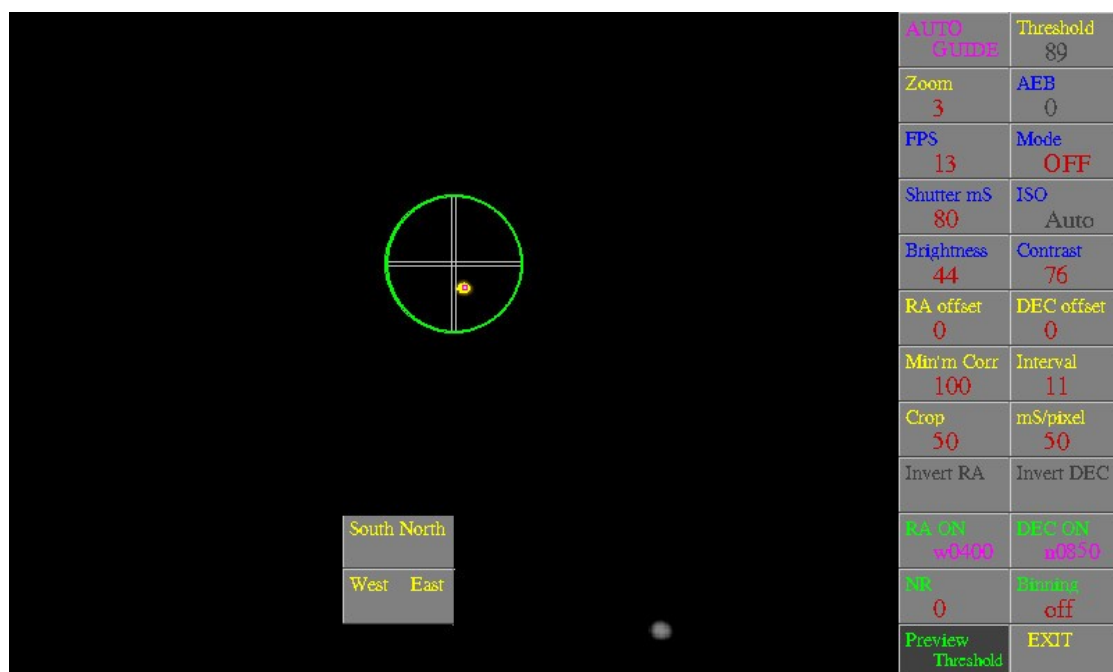 AUTO
GUIDE
Threshold
89
Zoom
3
AEB
0
FPS
13
Mode
OFF
Shutter mS
80
ISO
Auto
Brightness
44
Contrast
76
RA offset
0
DEC offset
0
Min'm Corr
100
Interval
11
Crop
50
mS/pixel
50
Invert RA
Invert DEC
RA ON
w0400
DEC ON
n0850
NR
0
Binning
off
Preview
Threshold
EXIT
South North
West East